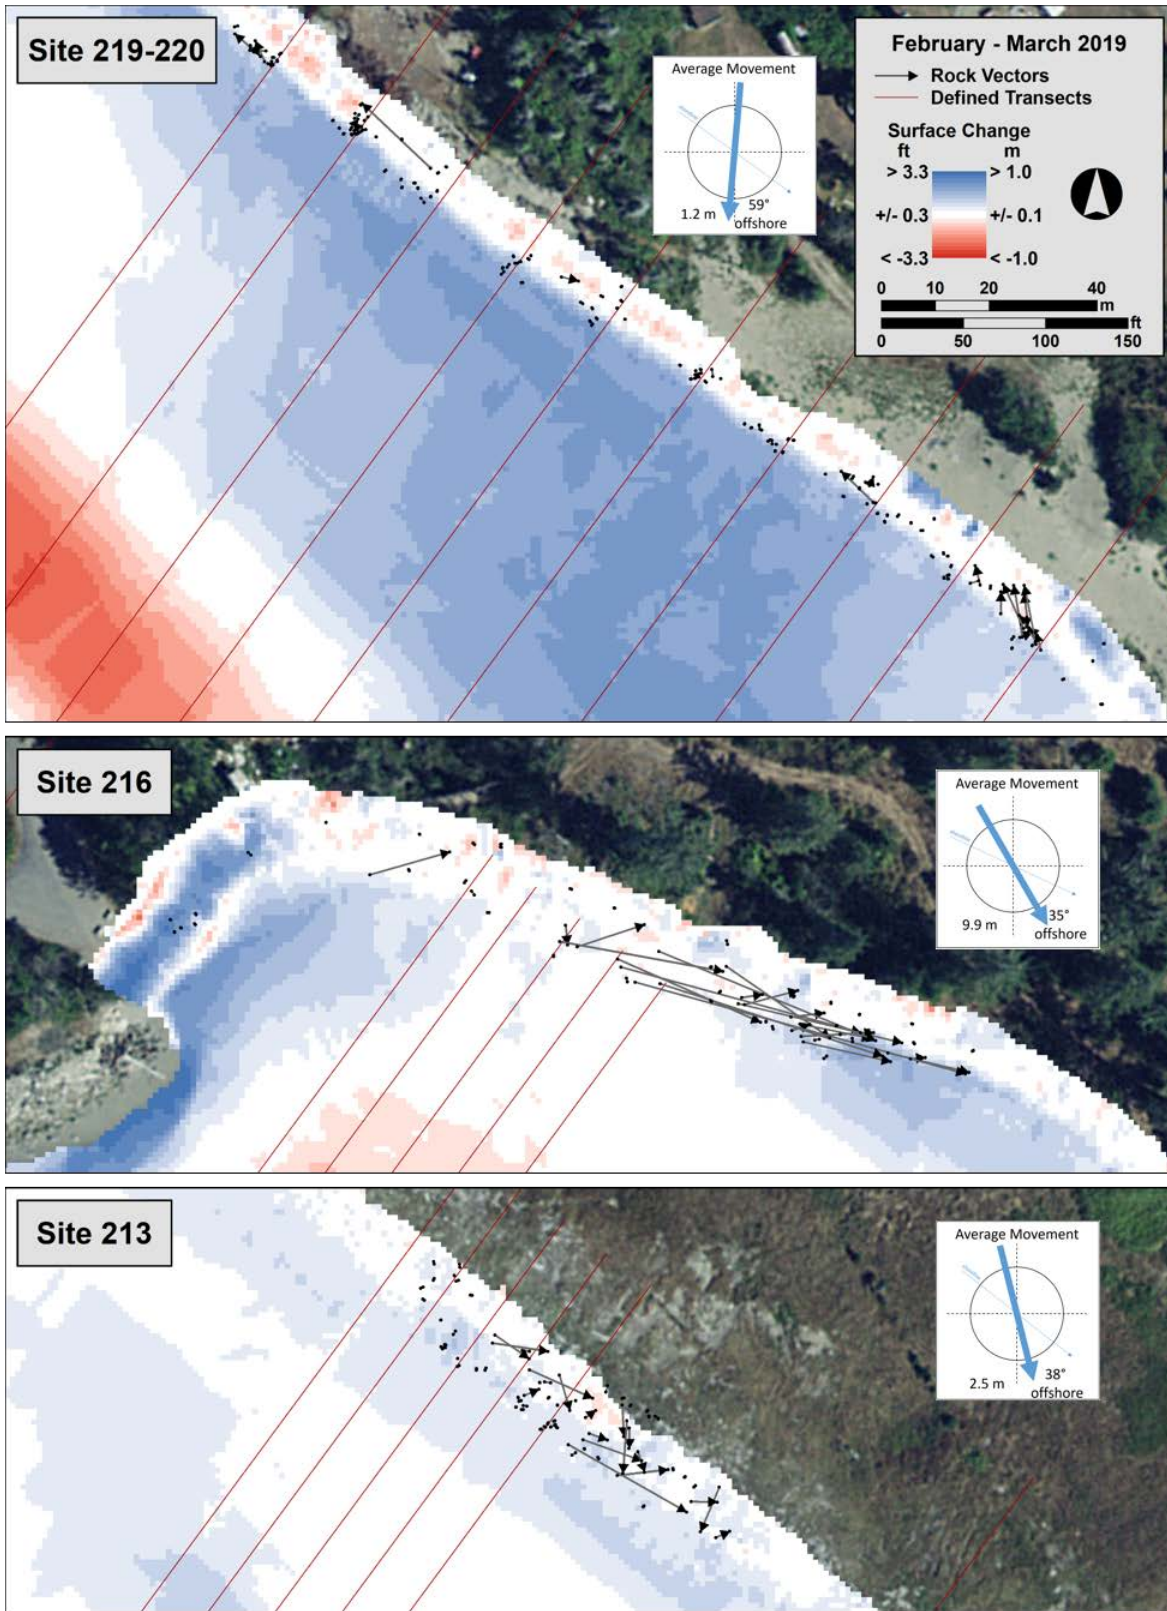 Site 219-220
Average Movement
1.2 m
59°
offshore
February - March 2019
Rock Vectors
Defined Transects
Surface Change
ft m
> 3.3 > 1.0
+/- 0.3 +/- 0.1
< -3.3 < -1.0
0 10 20 40
m
ft
0 50 100 150
Site 216
Average Movement
9.9 m
35°
offshore
Site 213
Average Movement
2.5 m
38°
offshore